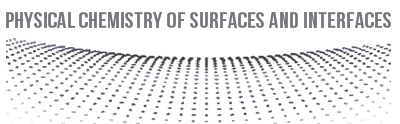 PHYSICAL CHEMISTRY OF SURFACES AND INTERFACES